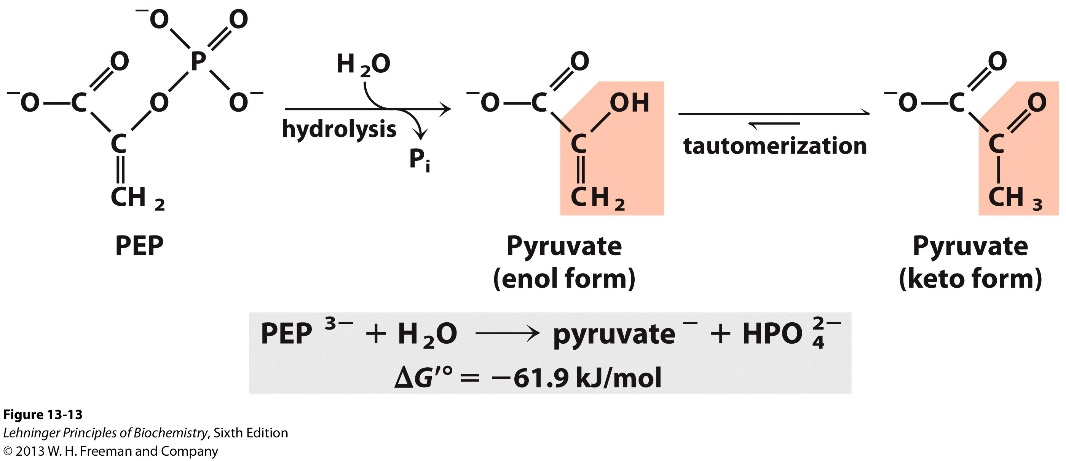 ⁻O O
P
O H₂O O O
⁻O—C O O⁻ ⁻O—C OH ⁻O—C O
hydrolysis tautomerization
C Pᵢ C C
CH₂ CH₂ CH₃
PEP Pyruvate Pyruvate
(enol form) (keto form)
PEP ³⁻ + H₂O ⟶ pyruvate ⁻ + HPO₄²⁻
ΔG′° = −61.9 kJ/mol
Figure 13-13
Lehninger Principles of Biochemistry, Sixth Edition
© 2013 W. H. Freeman and Company